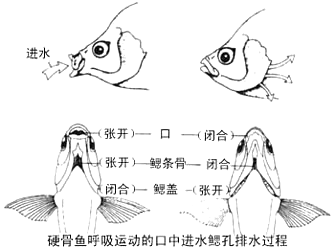 进水
(张开) — 口 — (闭合)
(张开) — 鳃条骨 — 闭合)
闭合) — 鳃盖 — (张开)
硬骨鱼呼吸运动的口中进水鳃孔排水过程